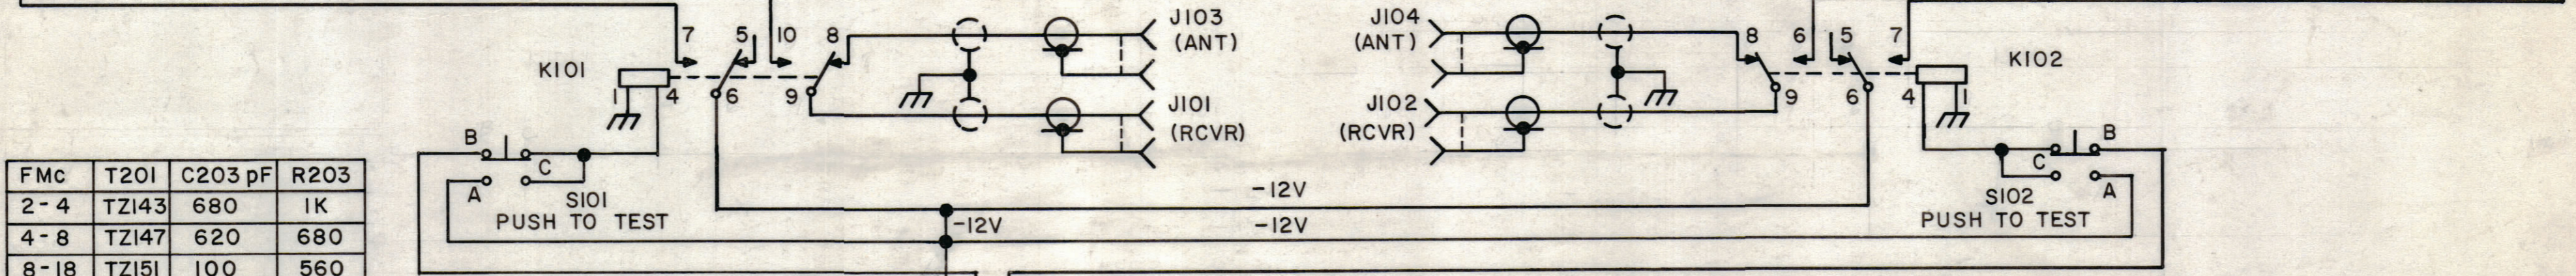 7 5 10 8
J103
(ANT)
K101
1 4 6 9
J101
(RCVR)
B
C
A
S101
PUSH TO TEST
J104
(ANT)
8 6 5 7
K102
9 6 4 1
J102
(RCVR)
B
C
A
S102
PUSH TO TEST
-12V
-12V
-12V
FMc T201 C203 pF R203
2-4 TZ143 680 1K
4-8 TZ147 620 680
8-18 TZ151 100 560